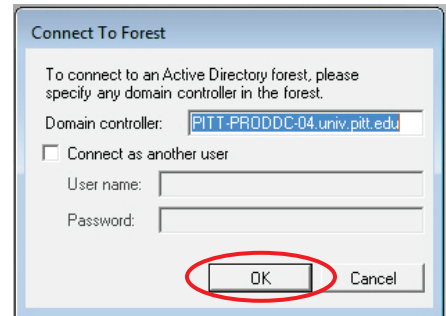 Connect To Forest
To connect to an Active Directory forest, please
specify any domain controller in the forest.
Domain controller: PITT-PRODDC-04.univ.pitt.edu
Connect as another user
User name:
Password:
OK Cancel